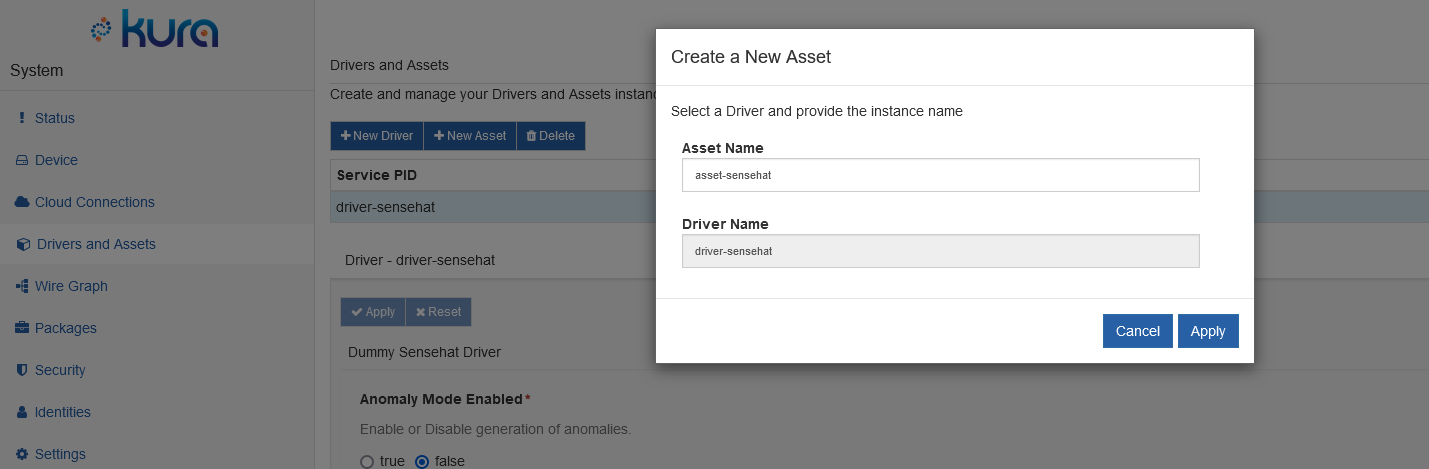 kura
System
Status
Device
Cloud Connections
Drivers and Assets
Wire Graph
Packages
Security
Identities
Settings
Drivers and Assets
Create and manage your Drivers and Assets instanc
New Driver New Asset Delete
Service PID
driver-sensehat
Driver - driver-sensehat
Apply Reset
Dummy Sensehat Driver
Anomaly Mode Enabled*
Enable or Disable generation of anomalies.
true false
Create a New Asset
Select a Driver and provide the instance name
Asset Name
asset-sensehat
Driver Name
driver-sensehat
Cancel Apply